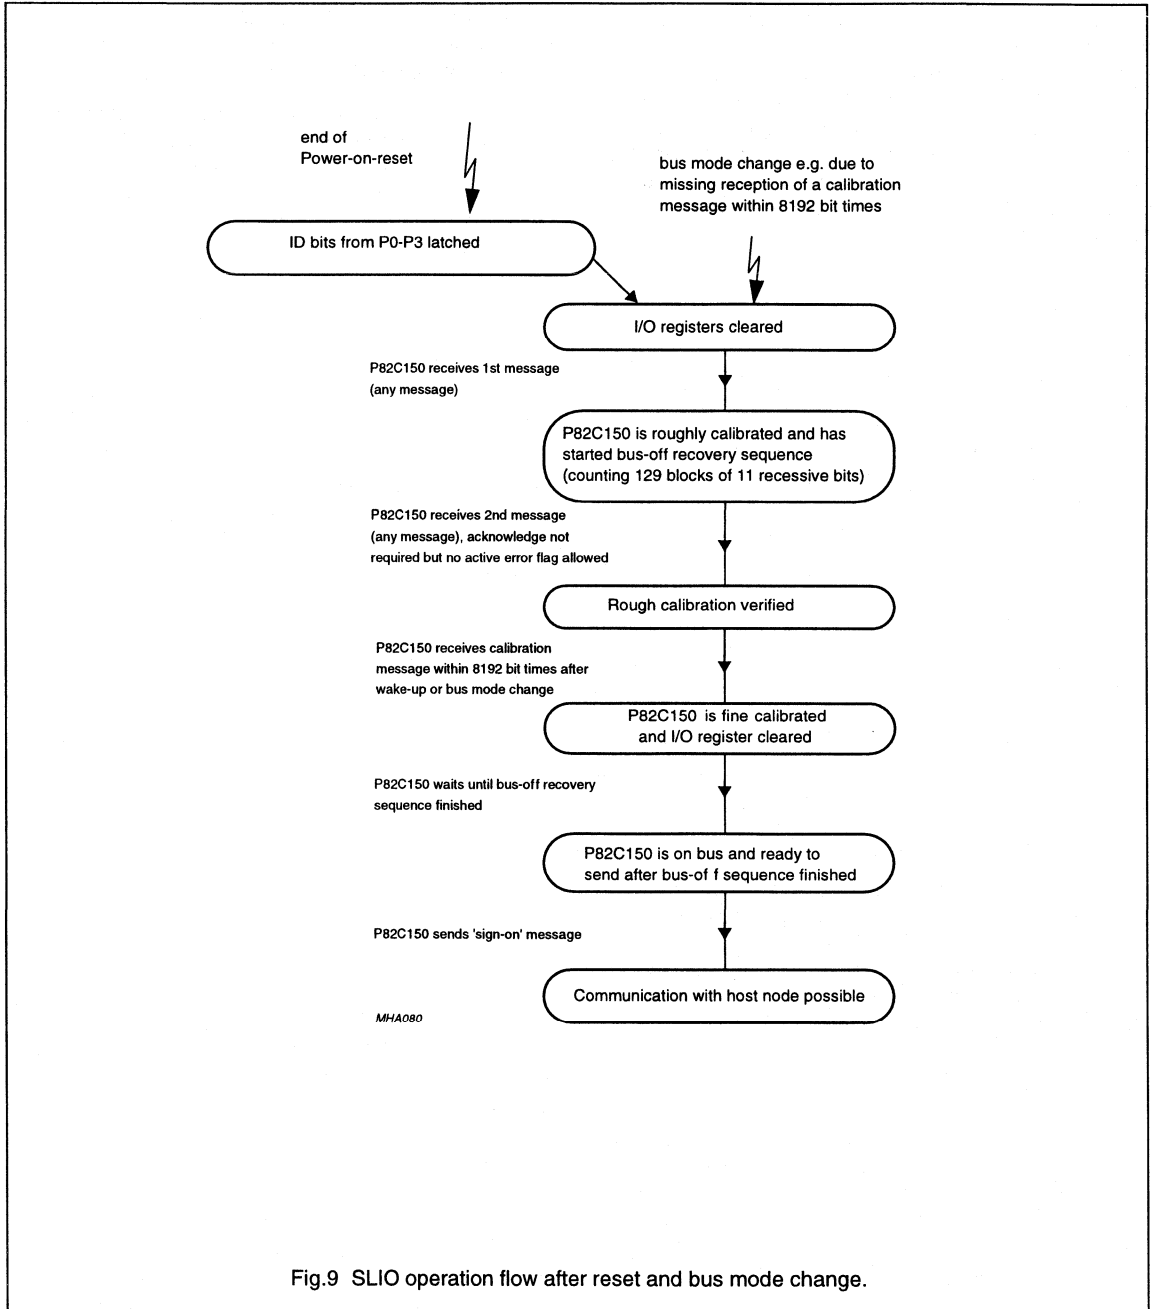 end of
Power-on-reset
bus mode change e.g. due to
missing reception of a calibration
message within 8192 bit times
ID bits from P0-P3 latched
I/O registers cleared
P82C150 receives 1st message
(any message)
P82C150 is roughly calibrated and has
started bus-off recovery sequence
(counting 129 blocks of 11 recessive bits)
P82C150 receives 2nd message
(any message), acknowledge not
required but no active error flag allowed
Rough calibration verified
P82C150 receives calibration
message within 8192 bit times after
wake-up or bus mode change
P82C150 is fine calibrated
and I/O register cleared
P82C150 waits until bus-off recovery
sequence finished
P82C150 is on bus and ready to
send after bus-of f sequence finished
P82C150 sends 'sign-on' message
Communication with host node possible
MHA080
Fig.9 SLIO operation flow after reset and bus mode change.